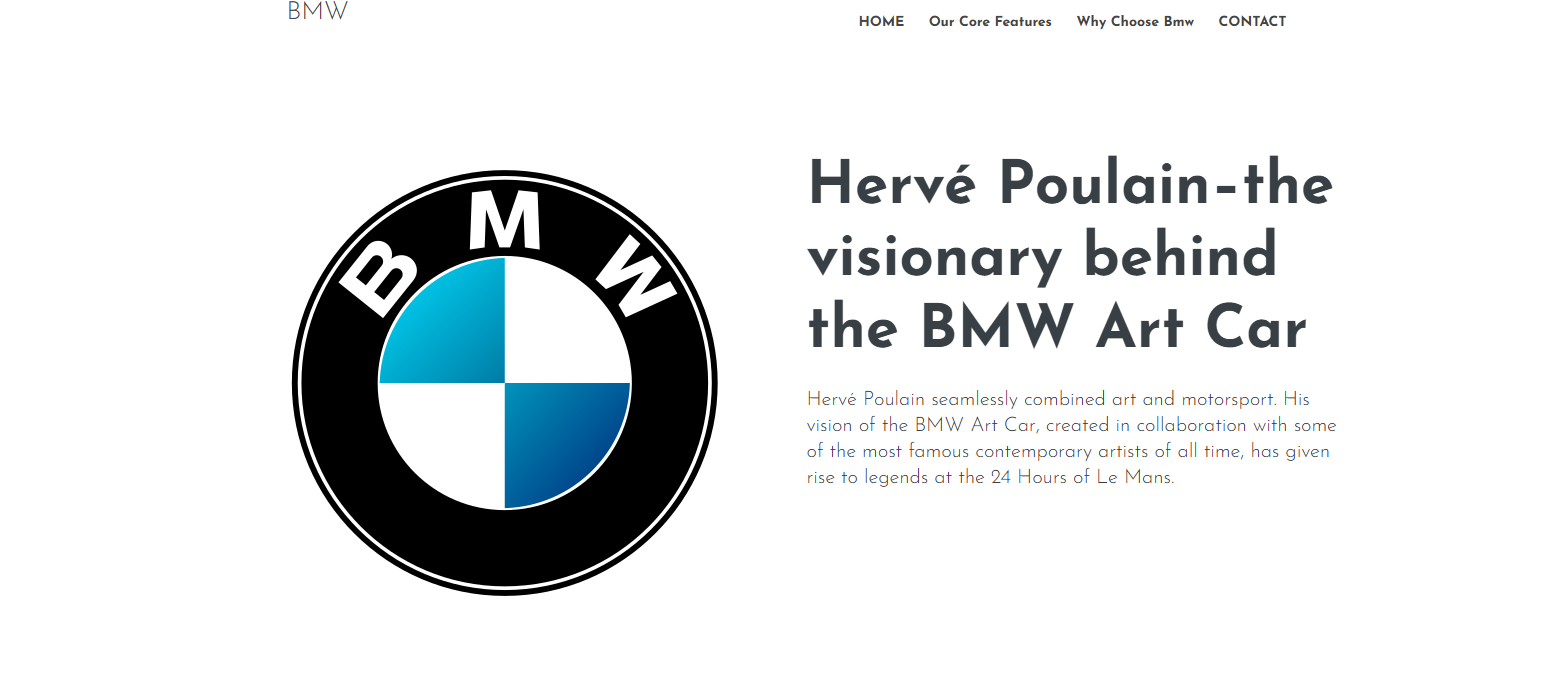 BMW
HOME Our Core Features Why Choose Bmw CONTACT
BMW
Hervé Poulain–the
visionary behind
the BMW Art Car
Hervé Poulain seamlessly combined art and motorsport. His
vision of the BMW Art Car, created in collaboration with some
of the most famous contemporary artists of all time, has given
rise to legends at the 24 Hours of Le Mans.